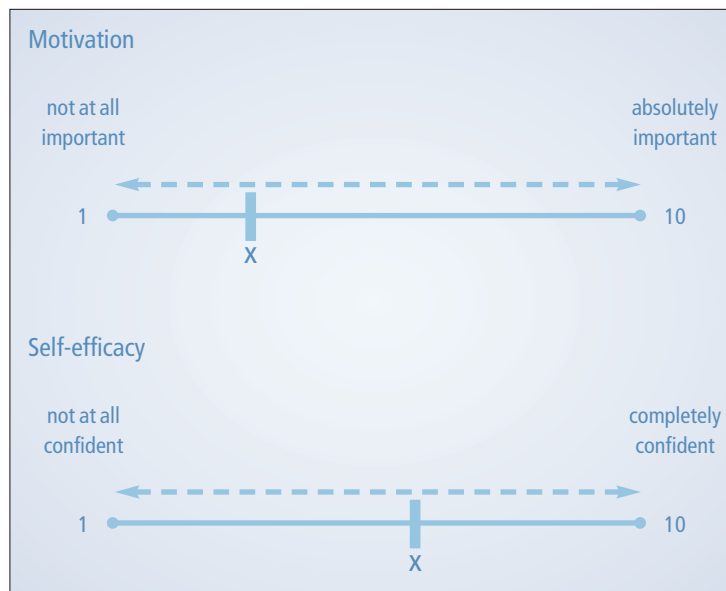 Motivation
not at all
important
absolutely
important
1
10
X
Self-efficacy
not at all
confident
completely
confident
1
10
X